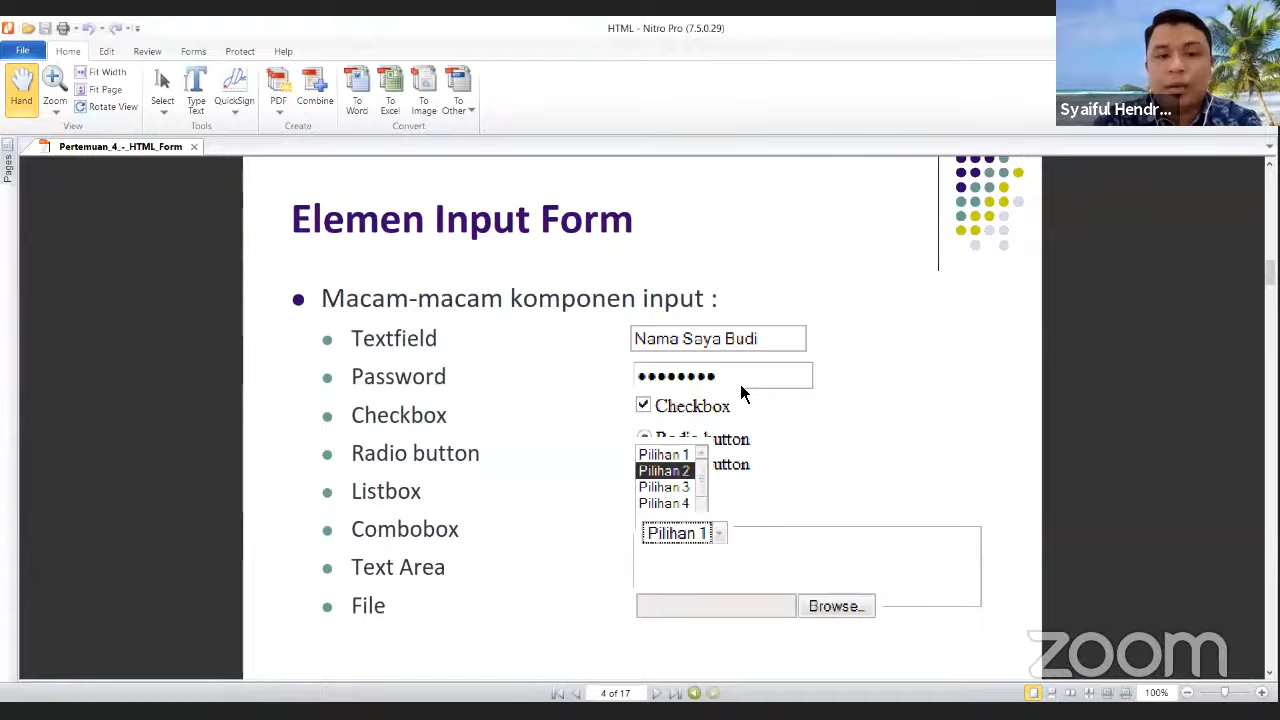 HTML - Nitro Pro (7.5.0.29)
File Home Edit Review Forms Protect Help
Hand
Zoom
Fit Width
Fit Page
Rotate View
View
Select
Type Text
QuickSign
Tools
PDF
Combine
Create
To Word
To Excel
To Image
To Other
Convert
Syaiful Hendr...
Pertemuan_4_-_HTML_Form
Pages
Elemen Input Form
Macam-macam komponen input :
Textfield
Nama Saya Budi
Password
Checkbox
Checkbox
Radio button
Radio button
button
Listbox
Pilihan 1
Pilihan 2
Pilihan 3
Pilihan 4
Combobox
Pilihan 1
Text Area
File
Browse...
zoom
4 of 17
100%